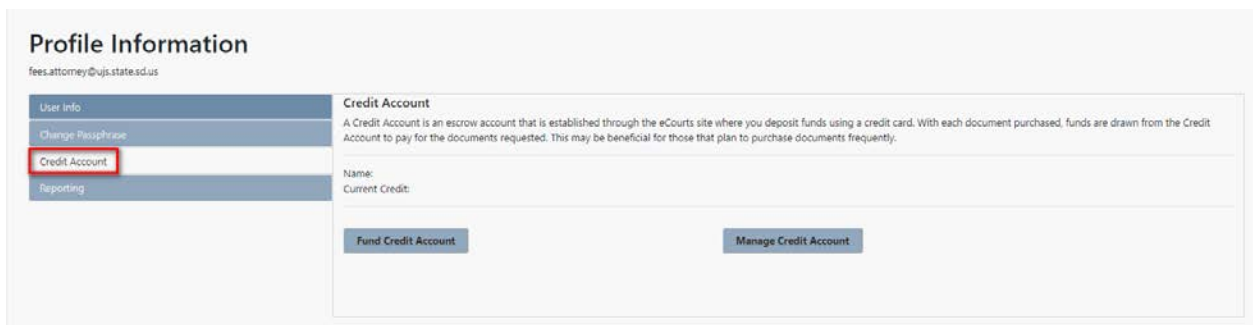 Profile Information
fees.attorney@ujs.state.sd.us
User Info
Change Passphrase
Credit Account
Reporting
Credit Account
A Credit Account is an escrow account that is established through the eCourts site where you deposit funds using a credit card. With each document purchased, funds are drawn from the Credit
Account to pay for the documents requested. This may be beneficial for those that plan to purchase documents frequently.
Name:
Current Credit:
Fund Credit Account
Manage Credit Account